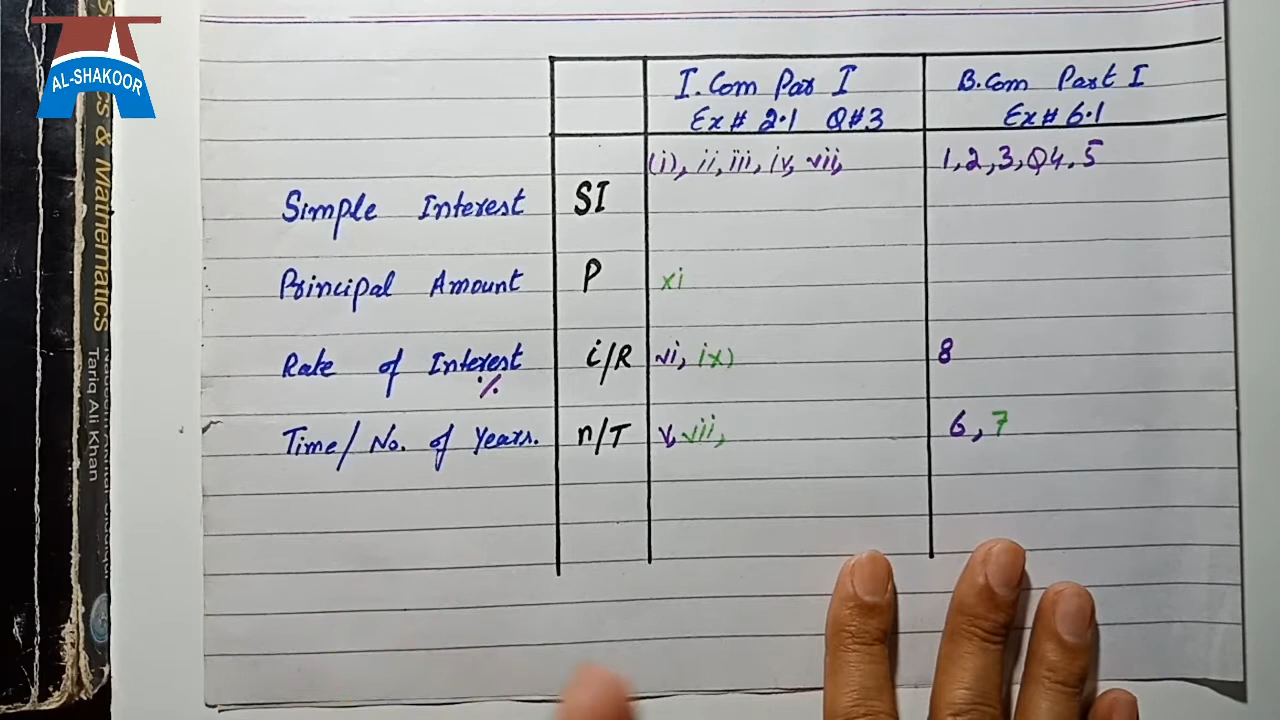 AL-SHAKOOR
& Mathematics
Tariq Ali Khan
I.Com Par I B.Com Part I
Ex# 2.1 Q#3 Ex# 6.1
(i), ii, iii, iv, vii, 1, 2, 3, Q4, 5
Simple Interest SI
Principal Amount P xi
Rate of Interest i/R vi, ix) 8
%
Time/ No. of Years. n/T v, vii, 6, 7